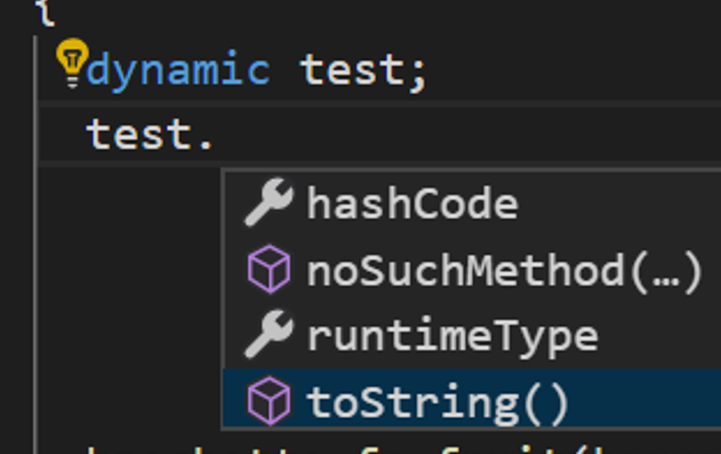 {
dynamic test;
test.
hashCode
noSuchMethod(…)
runtimeType
toString()